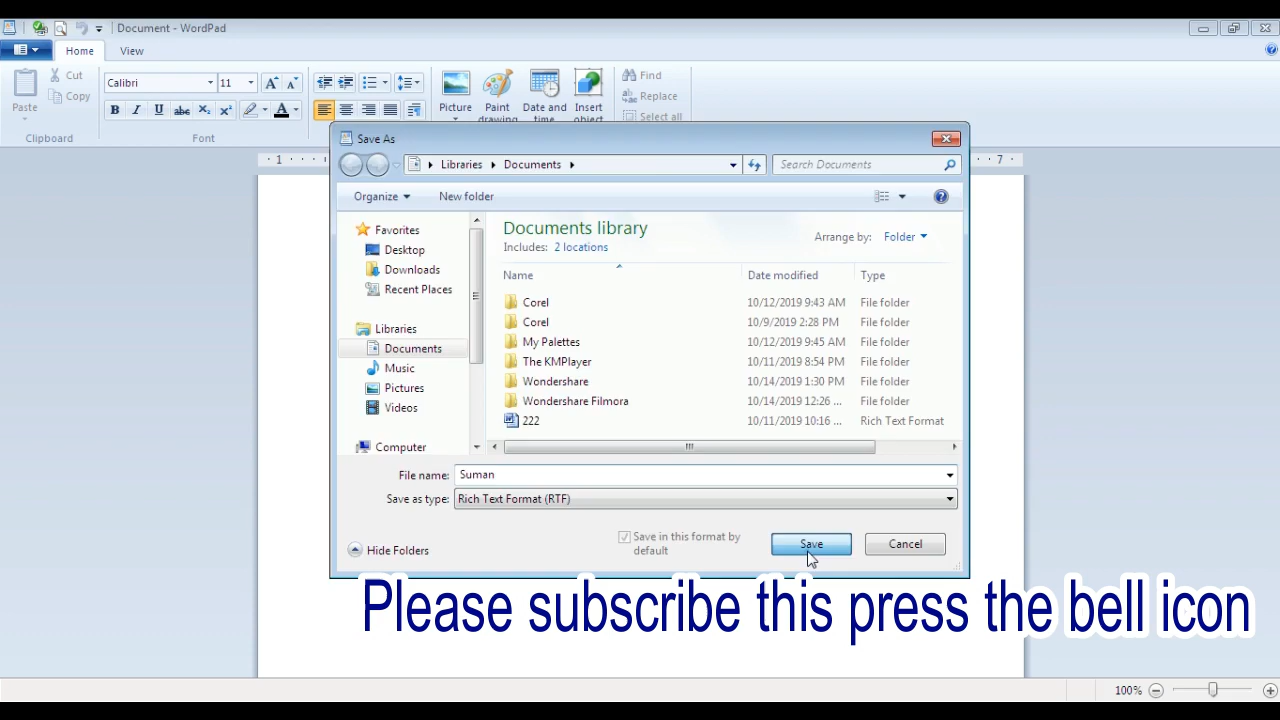 Document - WordPad
Home View
Cut
Copy
Paste
Clipboard
Calibri 11
B I U abc X₂ X² A
Font
Picture
Paint drawing
Date and time
Insert object
Find
Replace
Select all
· 1 · · 7 ·
Save As
Libraries Documents
Search Documents
Organize New folder
Favorites
Desktop
Downloads
Recent Places
Libraries
Documents
Music
Pictures
Videos
Computer
Documents library
Includes: 2 locations
Arrange by: Folder
Name Date modified Type
Corel 10/12/2019 9:43 AM File folder
Corel 10/9/2019 2:28 PM File folder
My Palettes 10/12/2019 9:45 AM File folder
The KMPlayer 10/11/2019 8:54 PM File folder
Wondershare 10/14/2019 1:30 PM File folder
Wondershare Filmora 10/14/2019 12:26 ... File folder
222 10/11/2019 10:16 ... Rich Text Format
File name: Suman
Save as type: Rich Text Format (RTF)
Save in this format by
default
Hide Folders
Save Cancel
Please subscribe this press the bell icon
100%